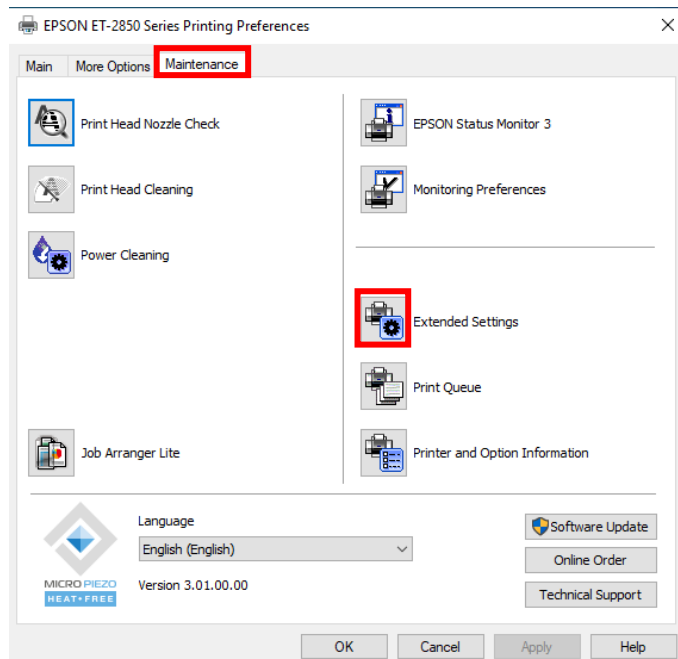 EPSON ET-2850 Series Printing Preferences
Main
More Options
Maintenance
Print Head Nozzle Check
Print Head Cleaning
Power Cleaning
Job Arranger Lite
EPSON Status Monitor 3
Monitoring Preferences
Extended Settings
Print Queue
Printer and Option Information
MICRO PIEZO
HEAT-FREE
Language
English (English)
Version 3.01.00.00
Software Update
Online Order
Technical Support
OK
Cancel
Apply
Help